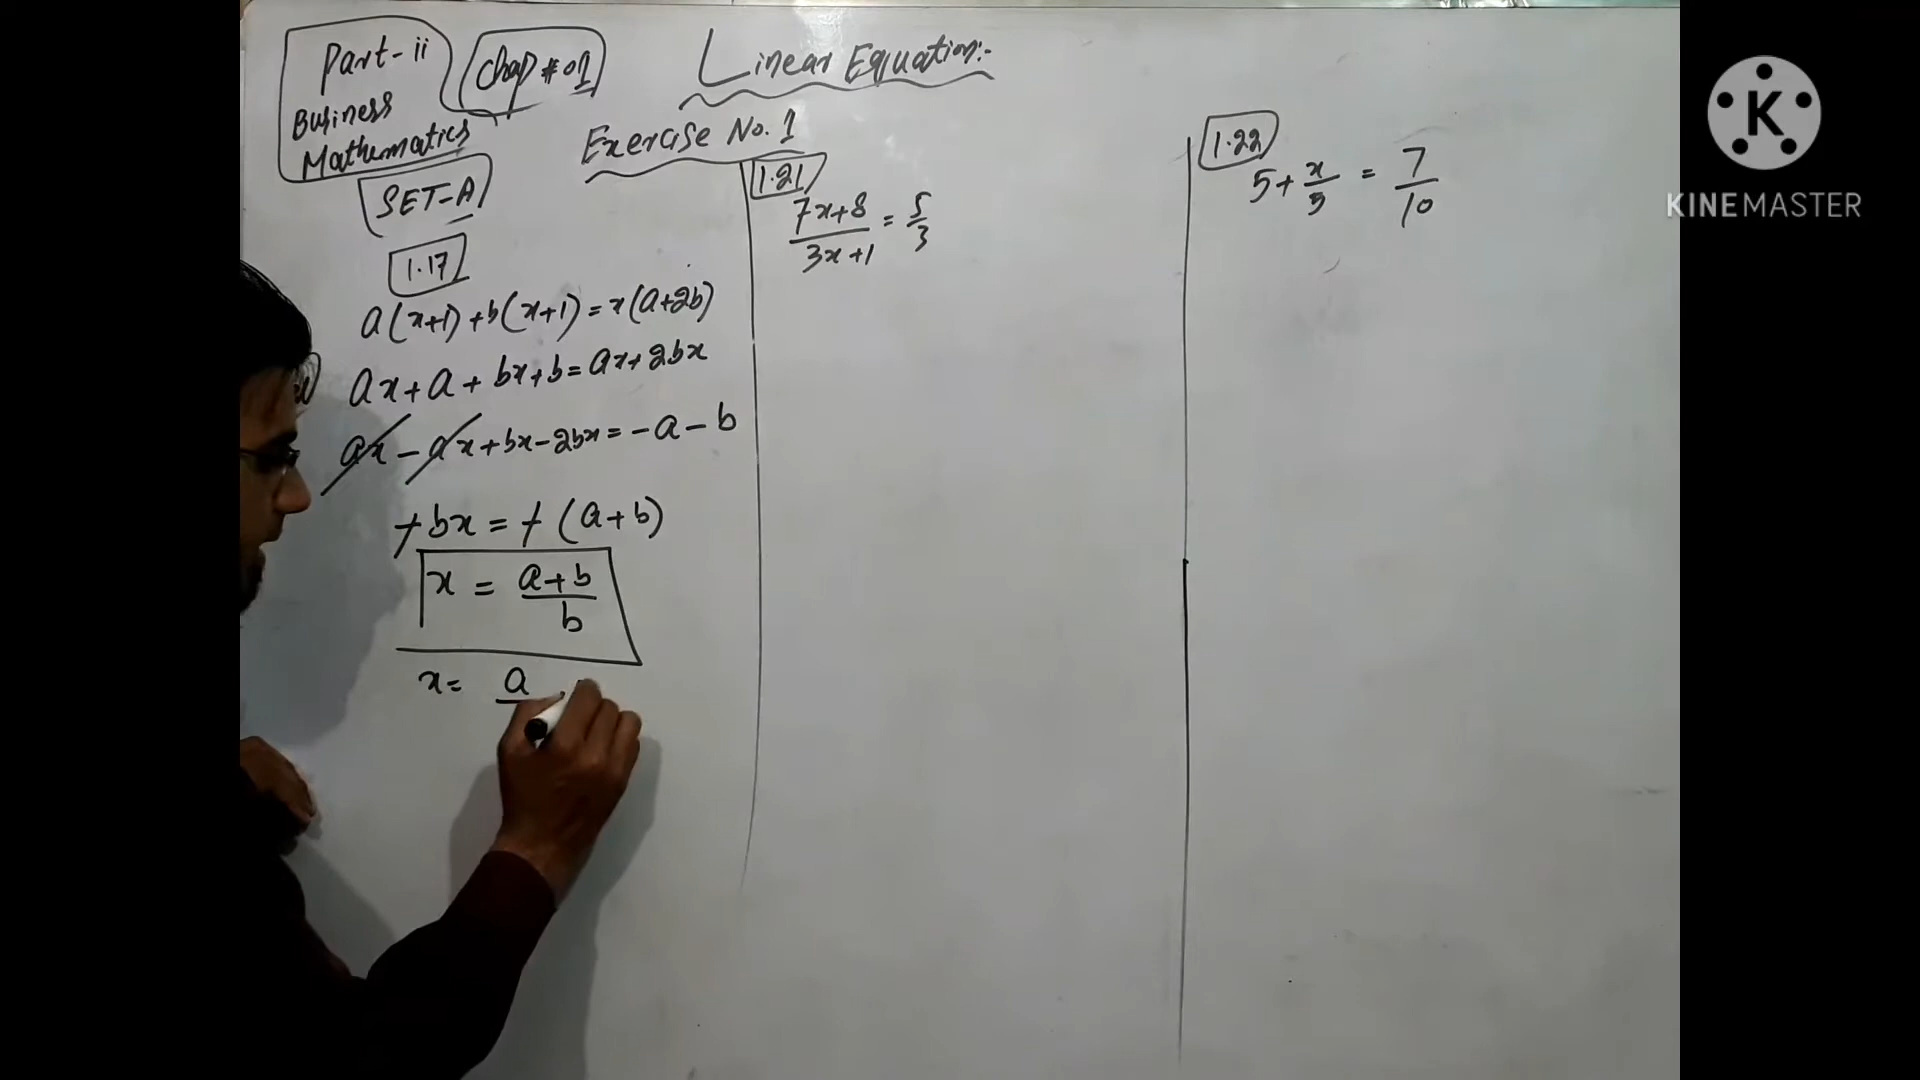 Part-ii
Business
Mathematics
Chap # 01
Linear Equation:-
Exercise No. 1
SET-A
1.17
a(x+1)+b(x+1)=x(a+2b)
ax+a+bx+b=ax+2bx
ax-ax+bx-2bx=-a-b
+bx=+(a+b)
x = a+b/b
x= a
1.21
7x+8/3x+1 = 5/3
1.22
5+x/5 = 7/10
KINEMASTER